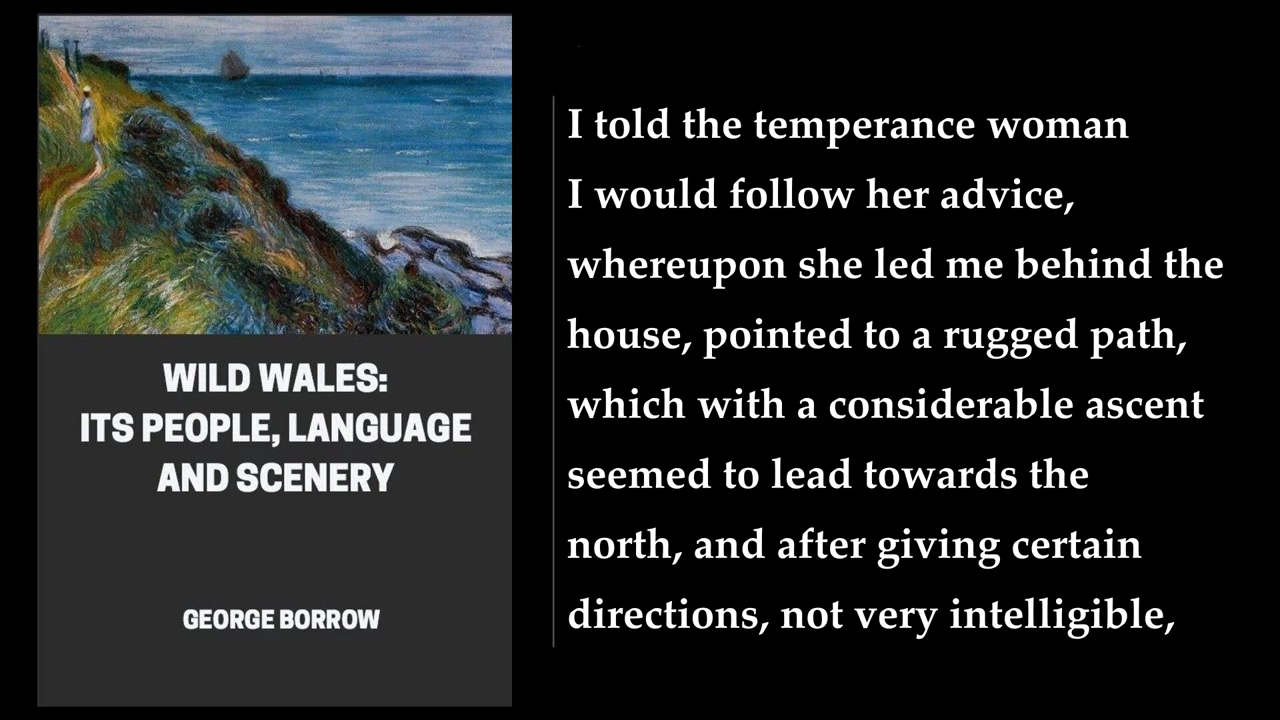 WILD WALES:
ITS PEOPLE, LANGUAGE
AND SCENERY
GEORGE BORROW
I told the temperance woman
I would follow her advice,
whereupon she led me behind the
house, pointed to a rugged path,
which with a considerable ascent
seemed to lead towards the
north, and after giving certain
directions, not very intelligible,